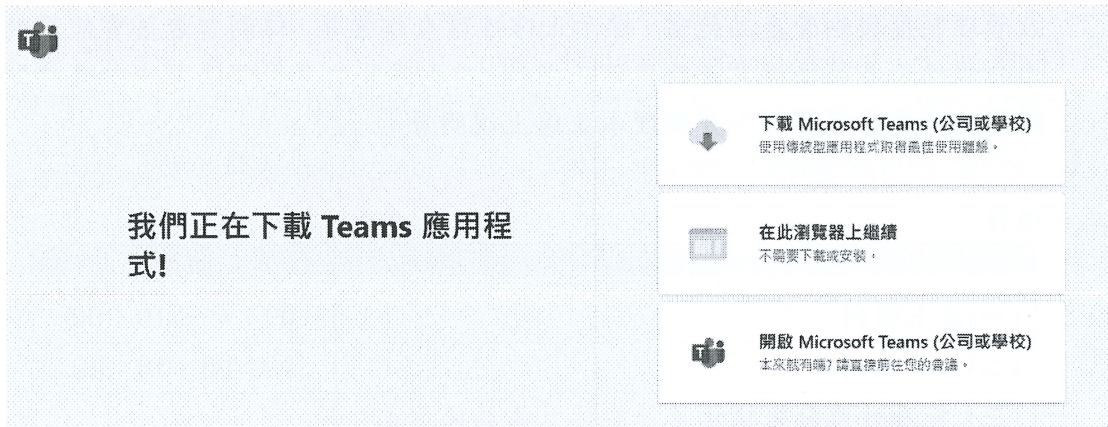 我們正在下載 Teams 應用程
式!
下載 Microsoft Teams (公司或學校)
使用傳統型應用程式取得最佳使用體驗。
在此瀏覽器上繼續
不需要下載或安裝。
開啟 Microsoft Teams (公司或學校)
本來就有嗎? 請直接前往您的會議。